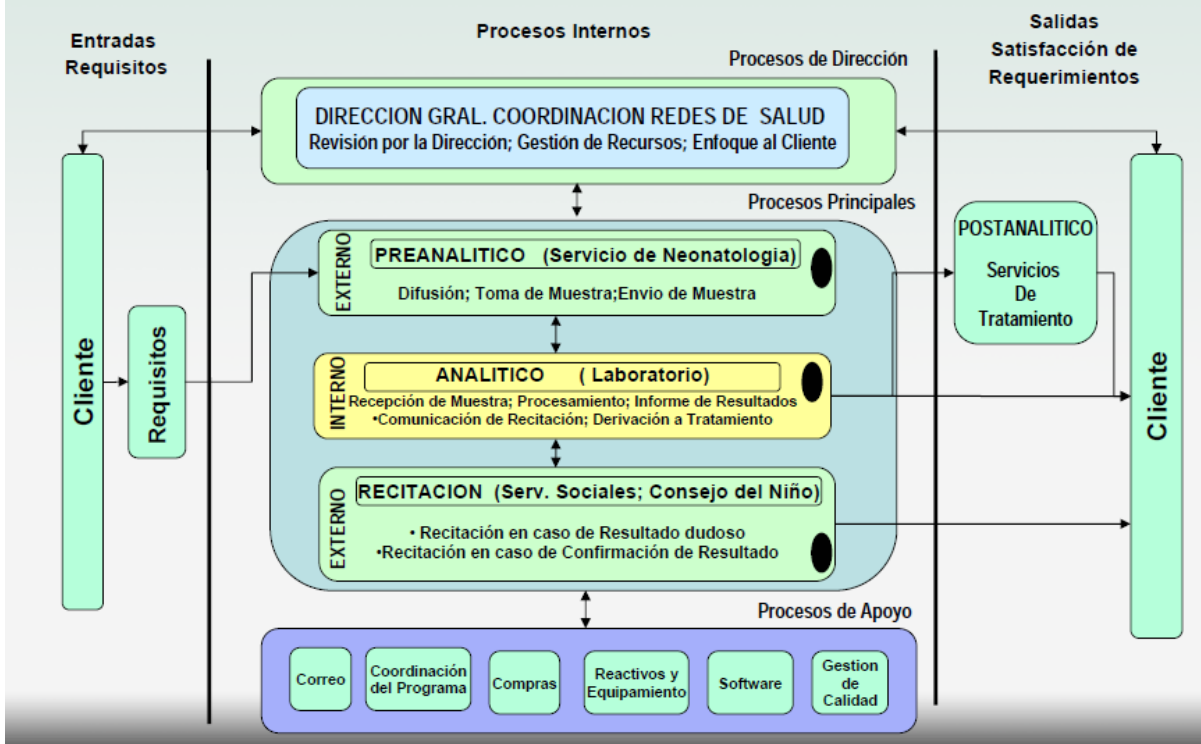 Entradas
Requisitos
Procesos Internos
Salidas
Satisfacción de
Requerimientos
Procesos de Dirección
DIRECCION GRAL. COORDINACION REDES DE SALUD
Revisión por la Dirección; Gestión de Recursos; Enfoque al Cliente
Procesos Principales
Cliente
Requisitos
EXTERNO
PREANALITICO (Servicio de Neonatologia)
Difusión; Toma de Muestra;Envio de Muestra
INTERNO
ANALITICO ( Laboratorio)
Recepción de Muestra; Procesamiento; Informe de Resultados
•Comunicación de Recitación; Derivación a Tratamiento
EXTERNO
RECITACION (Serv. Sociales; Consejo del Niño)
• Recitación en caso de Resultado dudoso
•Recitación en caso de Confirmación de Resultado
POSTANALITICO
Servicios
De
Tratamiento
Cliente
Procesos de Apoyo
Correo
Coordinación
del Programa
Compras
Reactivos y
Equipamiento
Software
Gestion
de
Calidad